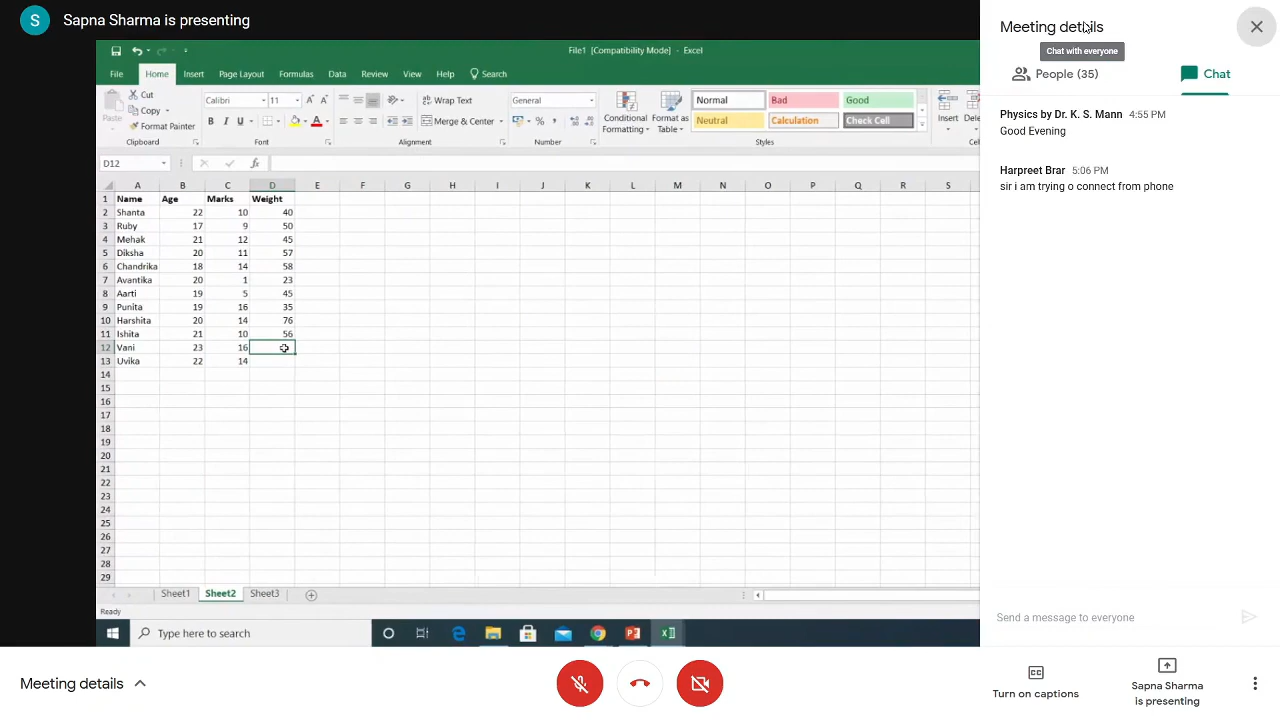 S Sapna Sharma is presenting
File1 [Compatibility Mode] - Excel
File Home Insert Page Layout Formulas Data Review View Help Search
Paste Cut Copy Format Painter
Calibri 11 Wrap Text General Normal Bad Good
B I U Merge & Center % , Conditional Formatting Format as Table Neutral Calculation Check Cell Insert
Clipboard Font Alignment Number Styles
D12 fx
A B C D E F G H I J K L M N O P Q R S
1 Name Age Marks Weight
2 Shanta 22 10 40
3 Ruby 17 9 50
4 Mehak 21 12 45
5 Diksha 20 11 57
6 Chandrika 18 14 58
7 Avantika 20 1 23
8 Aarti 19 5 45
9 Punita 19 16 35
10 Harshita 20 14 76
11 Ishita 21 10 56
12 Vani 23 16
13 Uvika 22 14
14
15
16
17
18
19
20
21
22
23
24
25
26
27
28
29
Sheet1 Sheet2 Sheet3
Ready
Type here to search
Meeting details
Chat with everyone
People (35) Chat
Physics by Dr. K. S. Mann 4:55 PM
Good Evening
Harpreet Brar 5:06 PM
sir i am trying o connect from phone
Send a message to everyone
Meeting details
Turn on captions
Sapna Sharma
is presenting